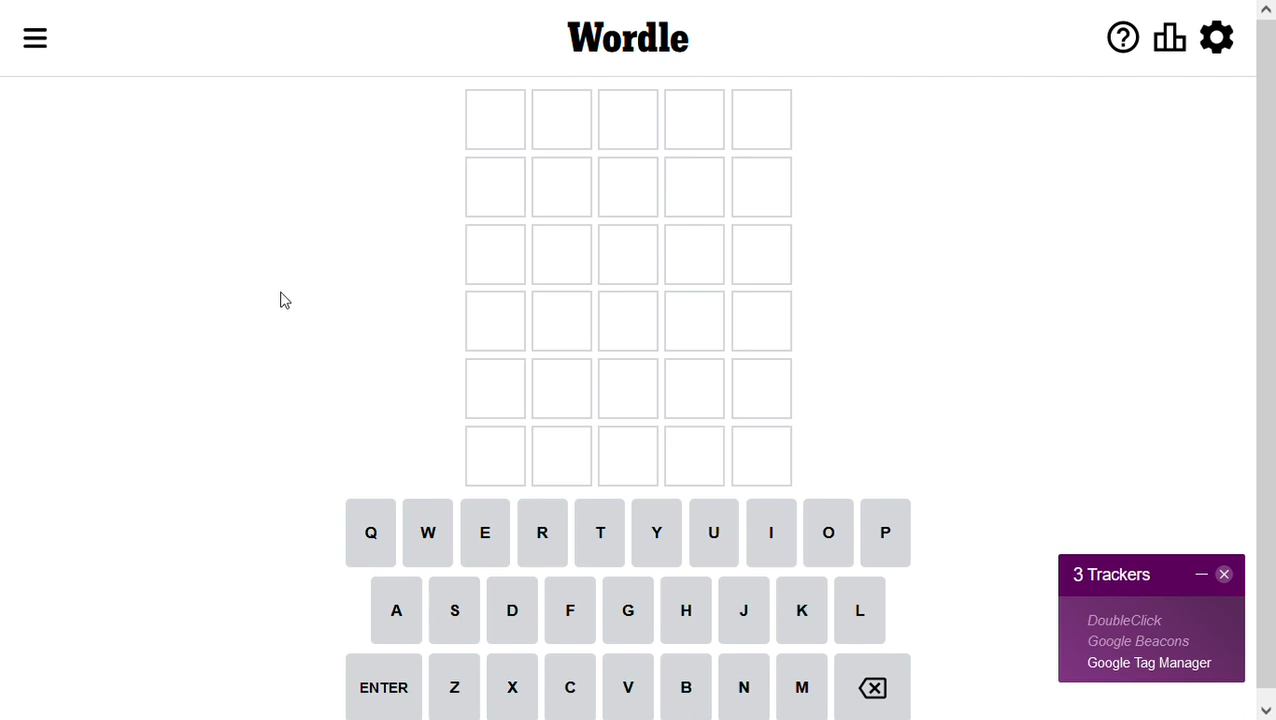 Wordle
Q W E R T Y U I O P
A S D F G H J K L
ENTER Z X C V B N M
3 Trackers
DoubleClick
Google Beacons
Google Tag Manager